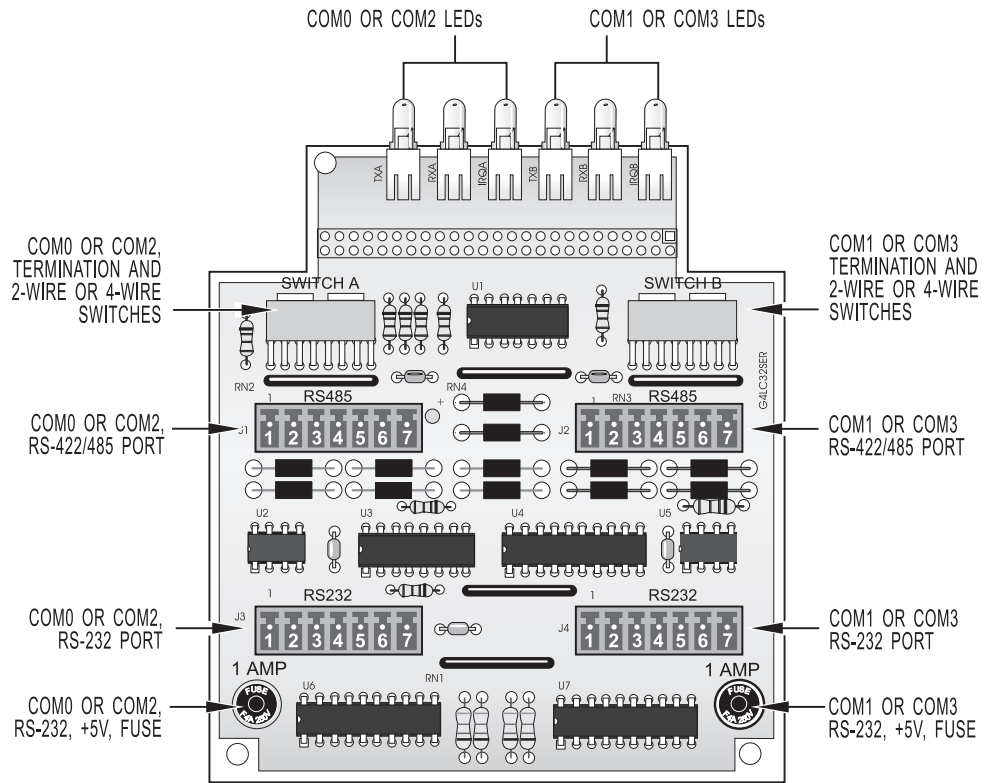 COM0 OR COM2 LEDs
COM1 OR COM3 LEDs
TXA
RXA
IRQA
TXB
RXB
IRQB
COM0 OR COM2,
TERMINATION AND
2-WIRE OR 4-WIRE
SWITCHES
COM1 OR COM3
TERMINATION AND
2-WIRE OR 4-WIRE
SWITCHES
SWITCH A
U1
SWITCH B
G4LC32SER
RN2
RN4
1
RS485
+
1
RN3
RS485
COM0 OR COM2,
RS-422/485 PORT
J1
1 2 3 4 5 6 7
J2
1 2 3 4 5 6 7
COM1 OR COM3
RS-422/485 PORT
U2
U3
U4
U5
1
RS232
1
RS232
COM0 OR COM2,
RS-232 PORT
J3
1 2 3 4 5 6 7
J4
1 2 3 4 5 6 7
COM1 OR COM3
RS-232 PORT
1 AMP
RN1
1 AMP
U6
U7
FUSE
FUSE
COM0 OR COM2,
RS-232, +5V, FUSE
COM1 OR COM3
RS-232, +5V, FUSE